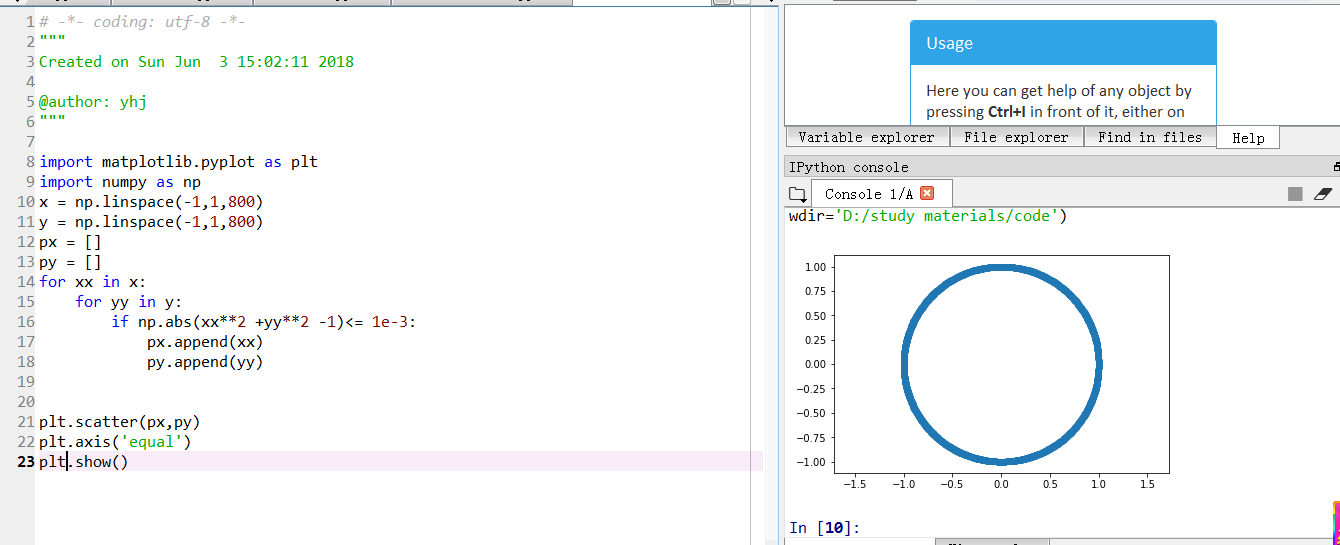 1 # -*- coding: utf-8 -*-
2 """
3 Created on Sun Jun  3 15:02:11 2018
4
5 @author: yhj
6 """
7
8 import matplotlib.pyplot as plt
9 import numpy as np
10 x = np.linspace(-1,1,800)
11 y = np.linspace(-1,1,800)
12 px = []
13 py = []
14 for xx in x:
15     for yy in y:
16         if np.abs(xx**2 +yy**2 -1)<= 1e-3:
17             px.append(xx)
18             py.append(yy)
19
20
21 plt.scatter(px,py)
22 plt.axis('equal')
23 plt.show()
Usage
Here you can get help of any object by
pressing Ctrl+I in front of it, either on
Variable explorer File explorer Find in files Help
IPython console
Console 1/A
wdir='D:/study materials/code')
1.00
0.75
0.50
0.25
0.00
−0.25
−0.50
−0.75
−1.00
−1.5 −1.0 −0.5 0.0 0.5 1.0 1.5
In [10]: